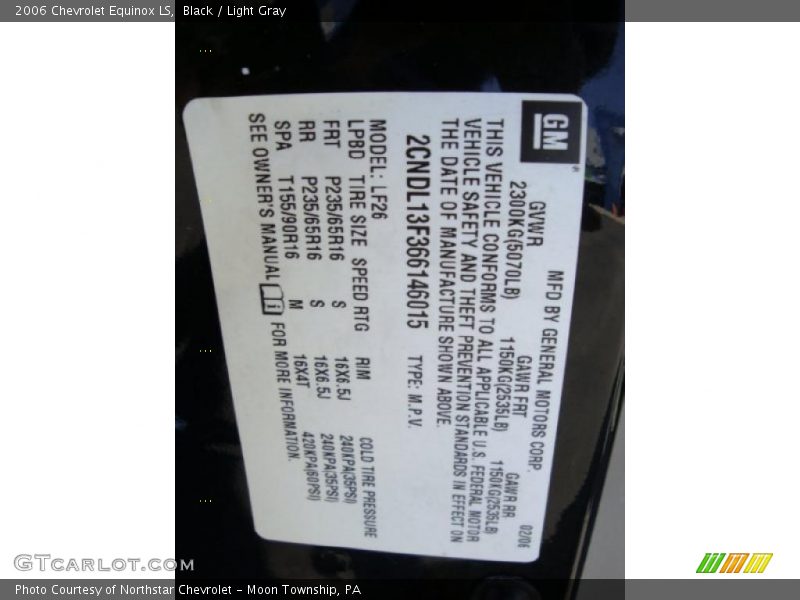 2006 Chevrolet Equinox LS, Black / Light Gray
GM
MFD BY GENERAL MOTORS CORP.
02/06
GVWR GAWR FRT GAWR RR
2300KG(5070LB) 1150KG(2535LB) 1150KG(2535LB)
THIS VEHICLE CONFORMS TO ALL APPLICABLE U.S. FEDERAL MOTOR
VEHICLE SAFETY AND THEFT PREVENTION STANDARDS IN EFFECT ON
THE DATE OF MANUFACTURE SHOWN ABOVE.
2CNDL13F366146015 TYPE: M.P.V.
MODEL: LF26
LPBD TIRE SIZE SPEED RTG RIM COLD TIRE PRESSURE
FRT P235/65R16 S 16X6.5J 240KPA(35PSI)
RR P235/65R16 S 16X6.5J 240KPA(35PSI)
SPA T155/90R16 M 16X4T 420KPA(60PSI)
SEE OWNER'S MANUAL i FOR MORE INFORMATION.
GTCarLot.com
Photo Courtesy of Northstar Chevrolet - Moon Township, PA